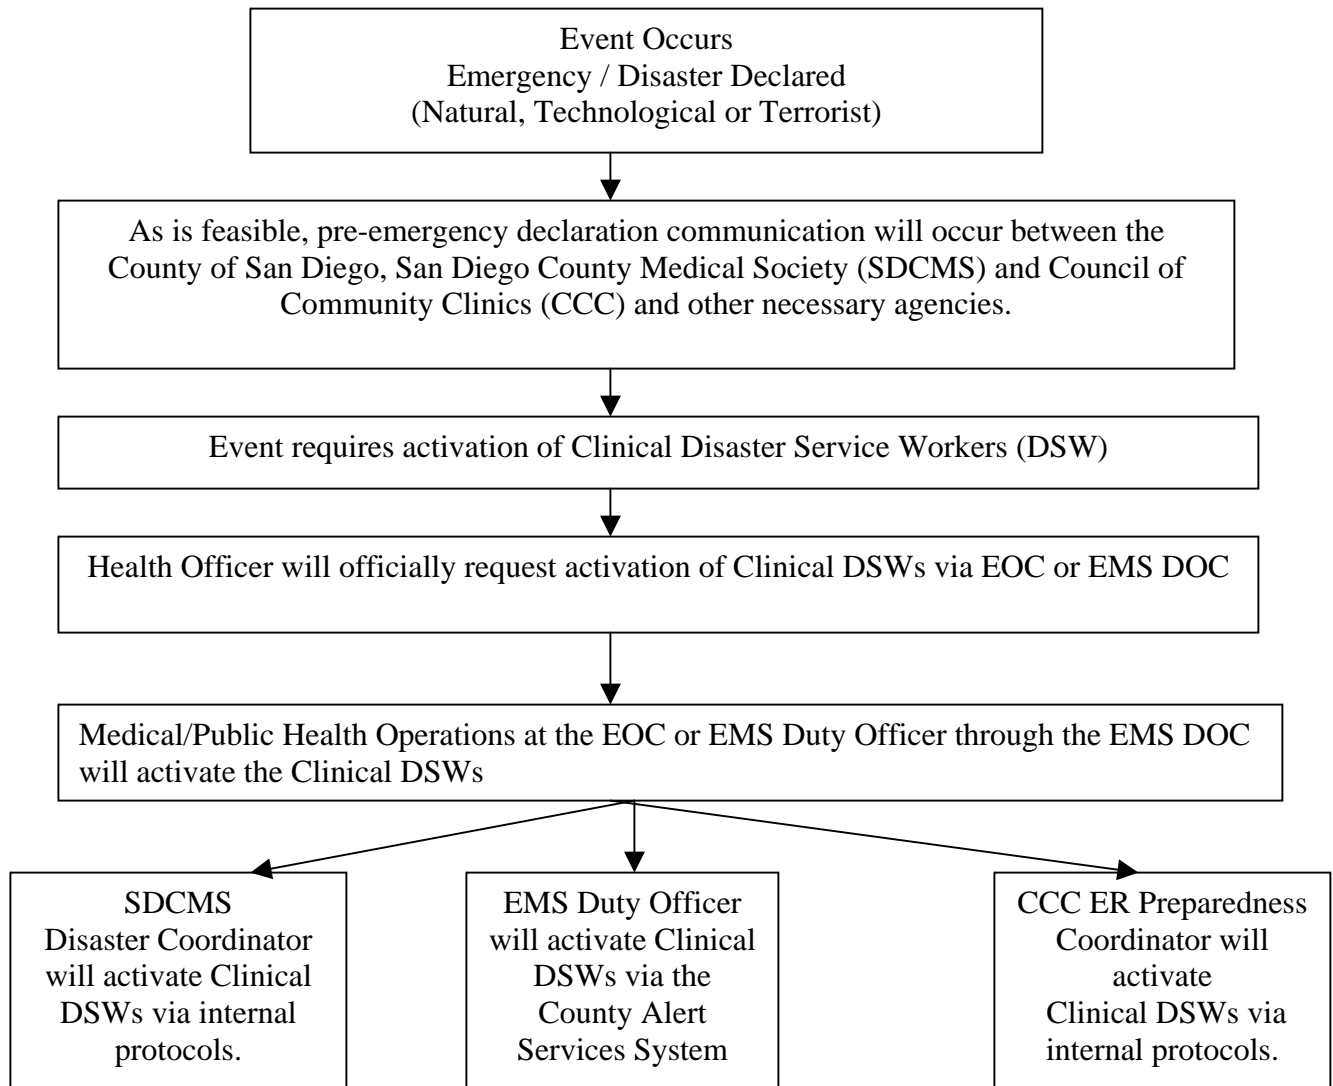 Event Occurs
Emergency / Disaster Declared
(Natural, Technological or Terrorist)
As is feasible, pre-emergency declaration communication will occur between the
County of San Diego, San Diego County Medical Society (SDCMS) and Council of
Community Clinics (CCC) and other necessary agencies.
Event requires activation of Clinical Disaster Service Workers (DSW)
Health Officer will officially request activation of Clinical DSWs via EOC or EMS DOC
Medical/Public Health Operations at the EOC or EMS Duty Officer through the EMS DOC
will activate the Clinical DSWs
SDCMS
Disaster Coordinator
will activate Clinical
DSWs via internal
protocols.
EMS Duty Officer
will activate Clinical
DSWs via the
County Alert
Services System
CCC ER Preparedness
Coordinator will
activate
Clinical DSWs via
internal protocols.